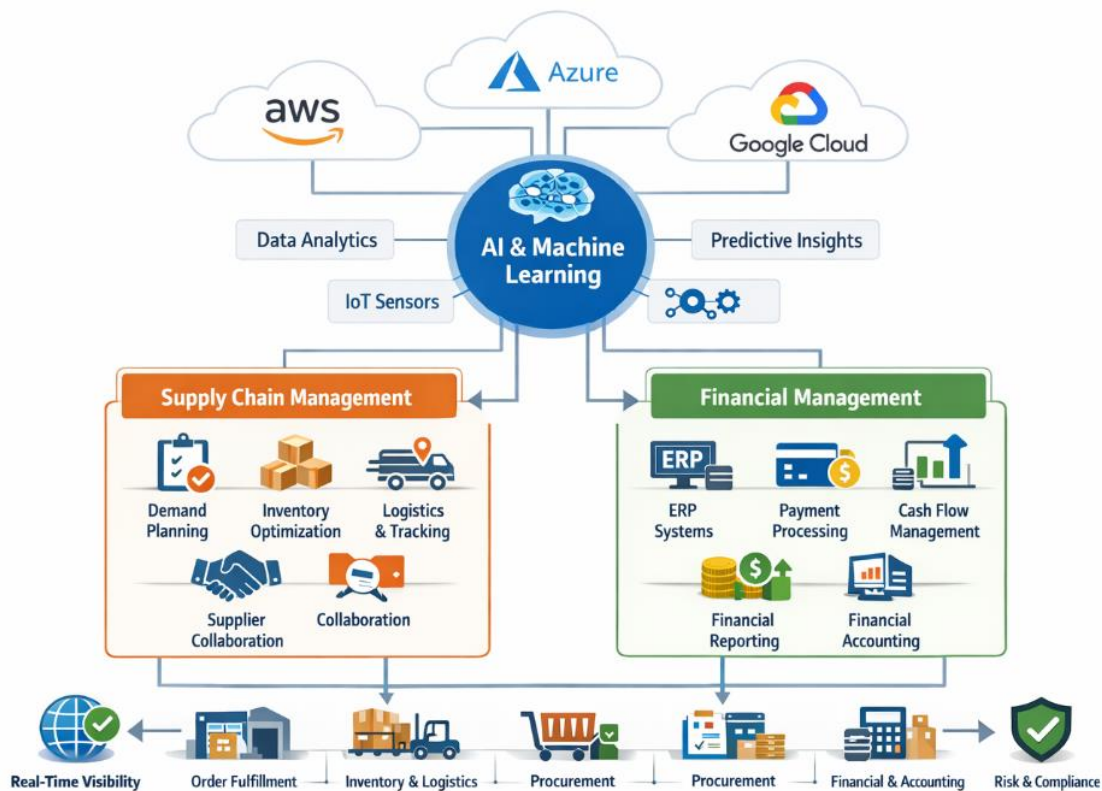 Azure
aws
Google Cloud
AI & Machine
Learning
Data Analytics
Predictive Insights
IoT Sensors
Supply Chain Management
Financial Management
Demand
Planning
Inventory
Optimization
Logistics
& Tracking
Supplier
Collaboration
Collaboration
ERP
ERP
Systems
Payment
Processing
Cash Flow
Management
Financial
Reporting
Financial
Accounting
$
$
Real-Time Visibility
Order Fulfillment
Inventory & Logistics
Procurement
Procurement
Financial & Accounting
Risk & Compliance